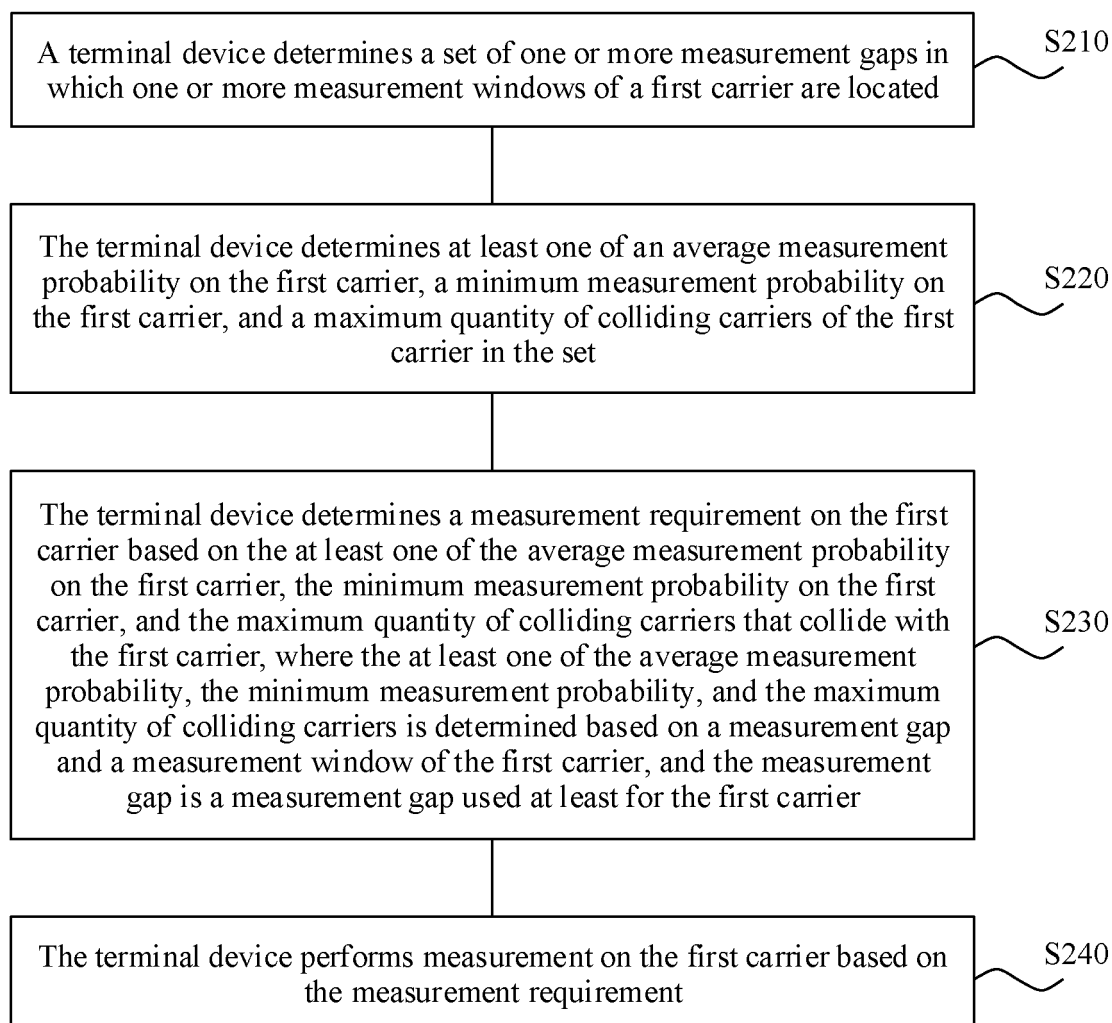 A terminal device determines a set of one or more measurement gaps in
which one or more measurement windows of a first carrier are located
S210
The terminal device determines at least one of an average measurement
probability on the first carrier, a minimum measurement probability on
the first carrier, and a maximum quantity of colliding carriers of the first
carrier in the set
S220
The terminal device determines a measurement requirement on the first
carrier based on the at least one of the average measurement probability
on the first carrier, the minimum measurement probability on the first
carrier, and the maximum quantity of colliding carriers that collide with
the first carrier, where the at least one of the average measurement
probability, the minimum measurement probability, and the maximum
quantity of colliding carriers is determined based on a measurement gap
and a measurement window of the first carrier, and the measurement
gap is a measurement gap used at least for the first carrier
S230
The terminal device performs measurement on the first carrier based on
the measurement requirement
S240